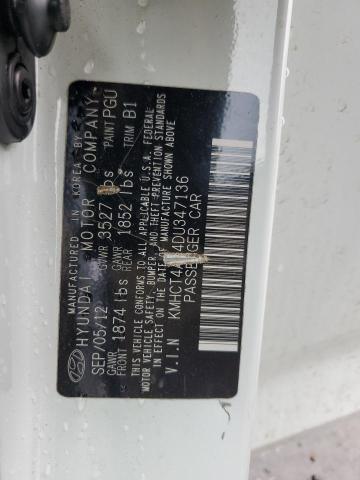 MANUFACTURED IN KOREA BY
HYUNDAI MOTOR COMPANY
SEP/05/12 GVWR 3527 lbs PAINT PGU
GAWR FRONT 1874 lbs GAWR REAR 1852 lbs TRIM B1
THIS VEHICLE CONFORMS TO ALL APPLICABLE U.S.A. FEDERAL
MOTOR VEHICLE SAFETY, BUMPER, AND THEFT PREVENTION
STANDARDS IN EFFECT ON THE DATE OF MANUFACTURE SHOWN ABOVE
V.I.N 4DU347136
PASSENGER CAR